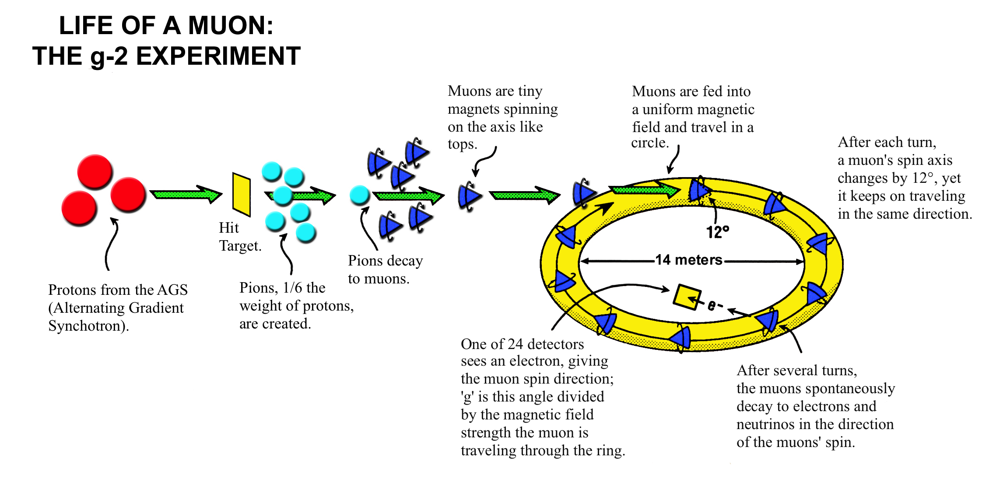 LIFE OF A MUON:
THE g-2 EXPERIMENT
Protons from the AGS
(Alternating Gradient
Synchotron).
Hit
Target.
Pions, 1/6 the
weight of protons,
are created.
Pions decay
to muons.
Muons are tiny
magnets spinning
on the axis like
tops.
Muons are fed into
a uniform magnetic
field and travel in a
circle.
After each turn,
a muon's spin axis
changes by 12°, yet
it keeps on traveling
in the same direction.
12°
14 meters
e-
One of 24 detectors
sees an electron, giving
the muon spin direction;
'g' is this angle divided
by the magnetic field
strength the muon is
traveling through the ring.
After several turns,
the muons spontaneously
decay to electrons and
neutrinos in the direction
of the muons' spin.